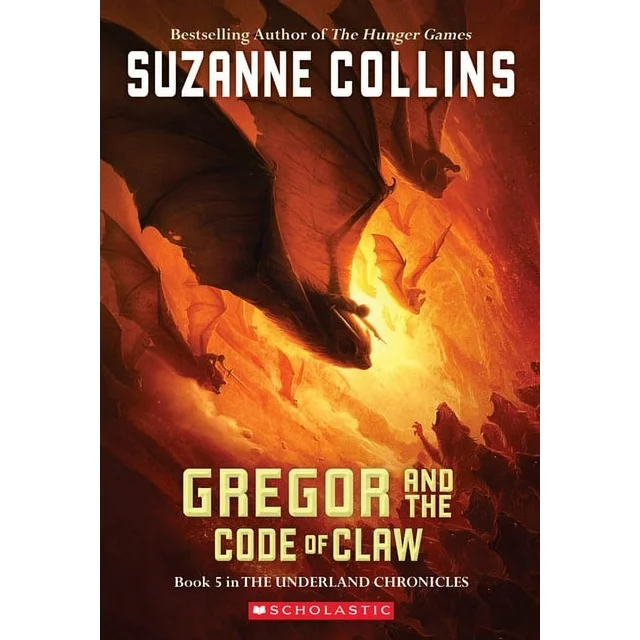 Bestselling Author of The Hunger Games
SUZANNE COLLINS
GREGOR AND THE
CODE OF CLAW
Book 5 in THE UNDERLAND CHRONICLES
SCHOLASTIC